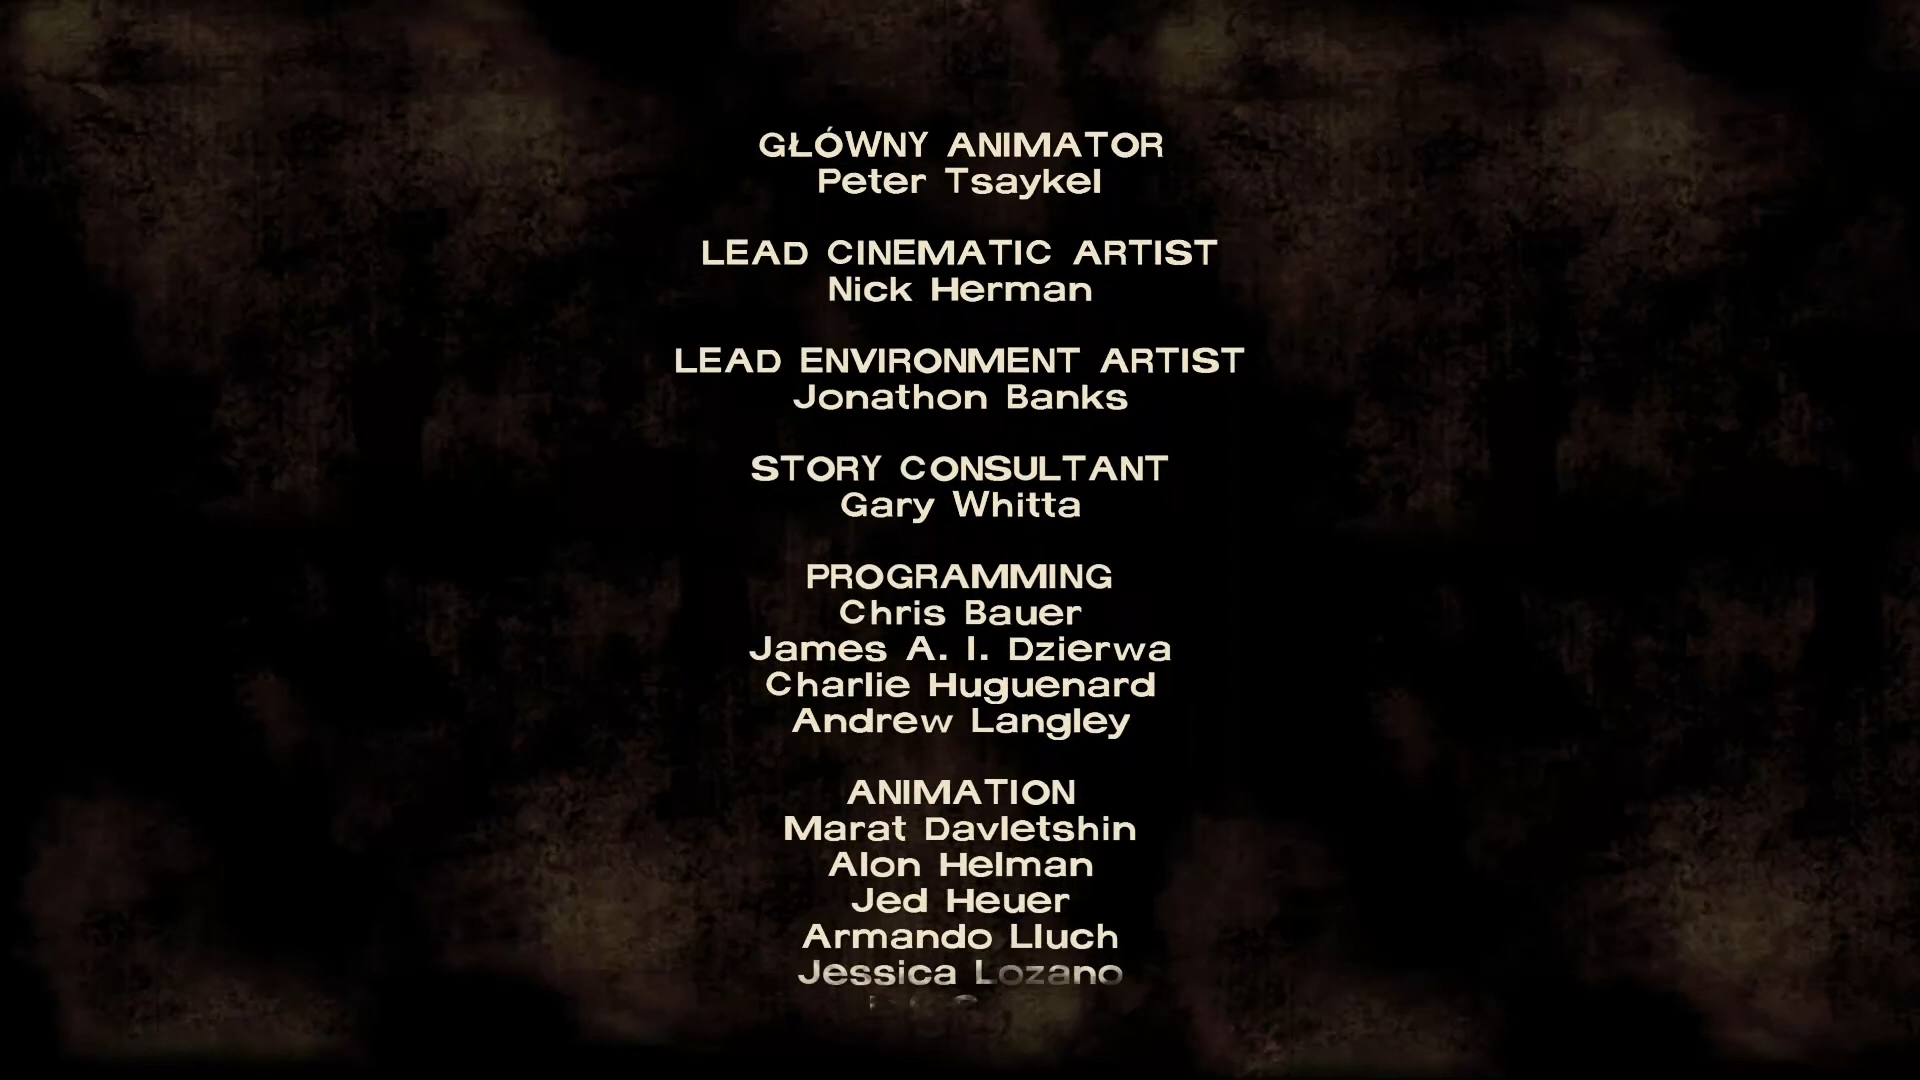 GŁÓWNY ANIMATOR
Peter Tsaykel
LEAD CINEMATIC ARTIST
Nick Herman
LEAD ENVIRONMENT ARTIST
Jonathon Banks
STORY CONSULTANT
Gary Whitta
PROGRAMMING
Chris Bauer
James A. I. Dzierwa
Charlie Huguenard
Andrew Langley
ANIMATION
Marat Davletshin
Alon Helman
Jed Heuer
Armando Lluch
Jessica Lozano